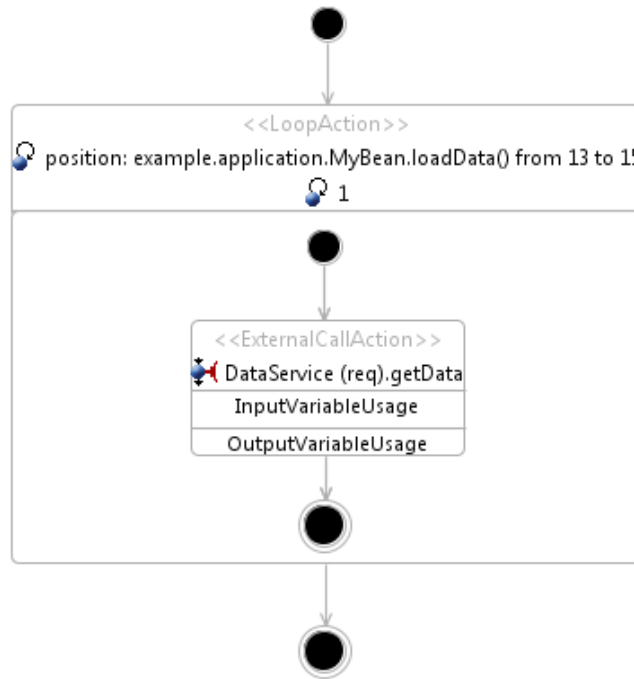 <<LoopAction>>
position: example.application.MyBean.loadData() from 13 to 15
1
<<ExternalCallAction>>
DataService (req).getData
InputVariableUsage
OutputVariableUsage